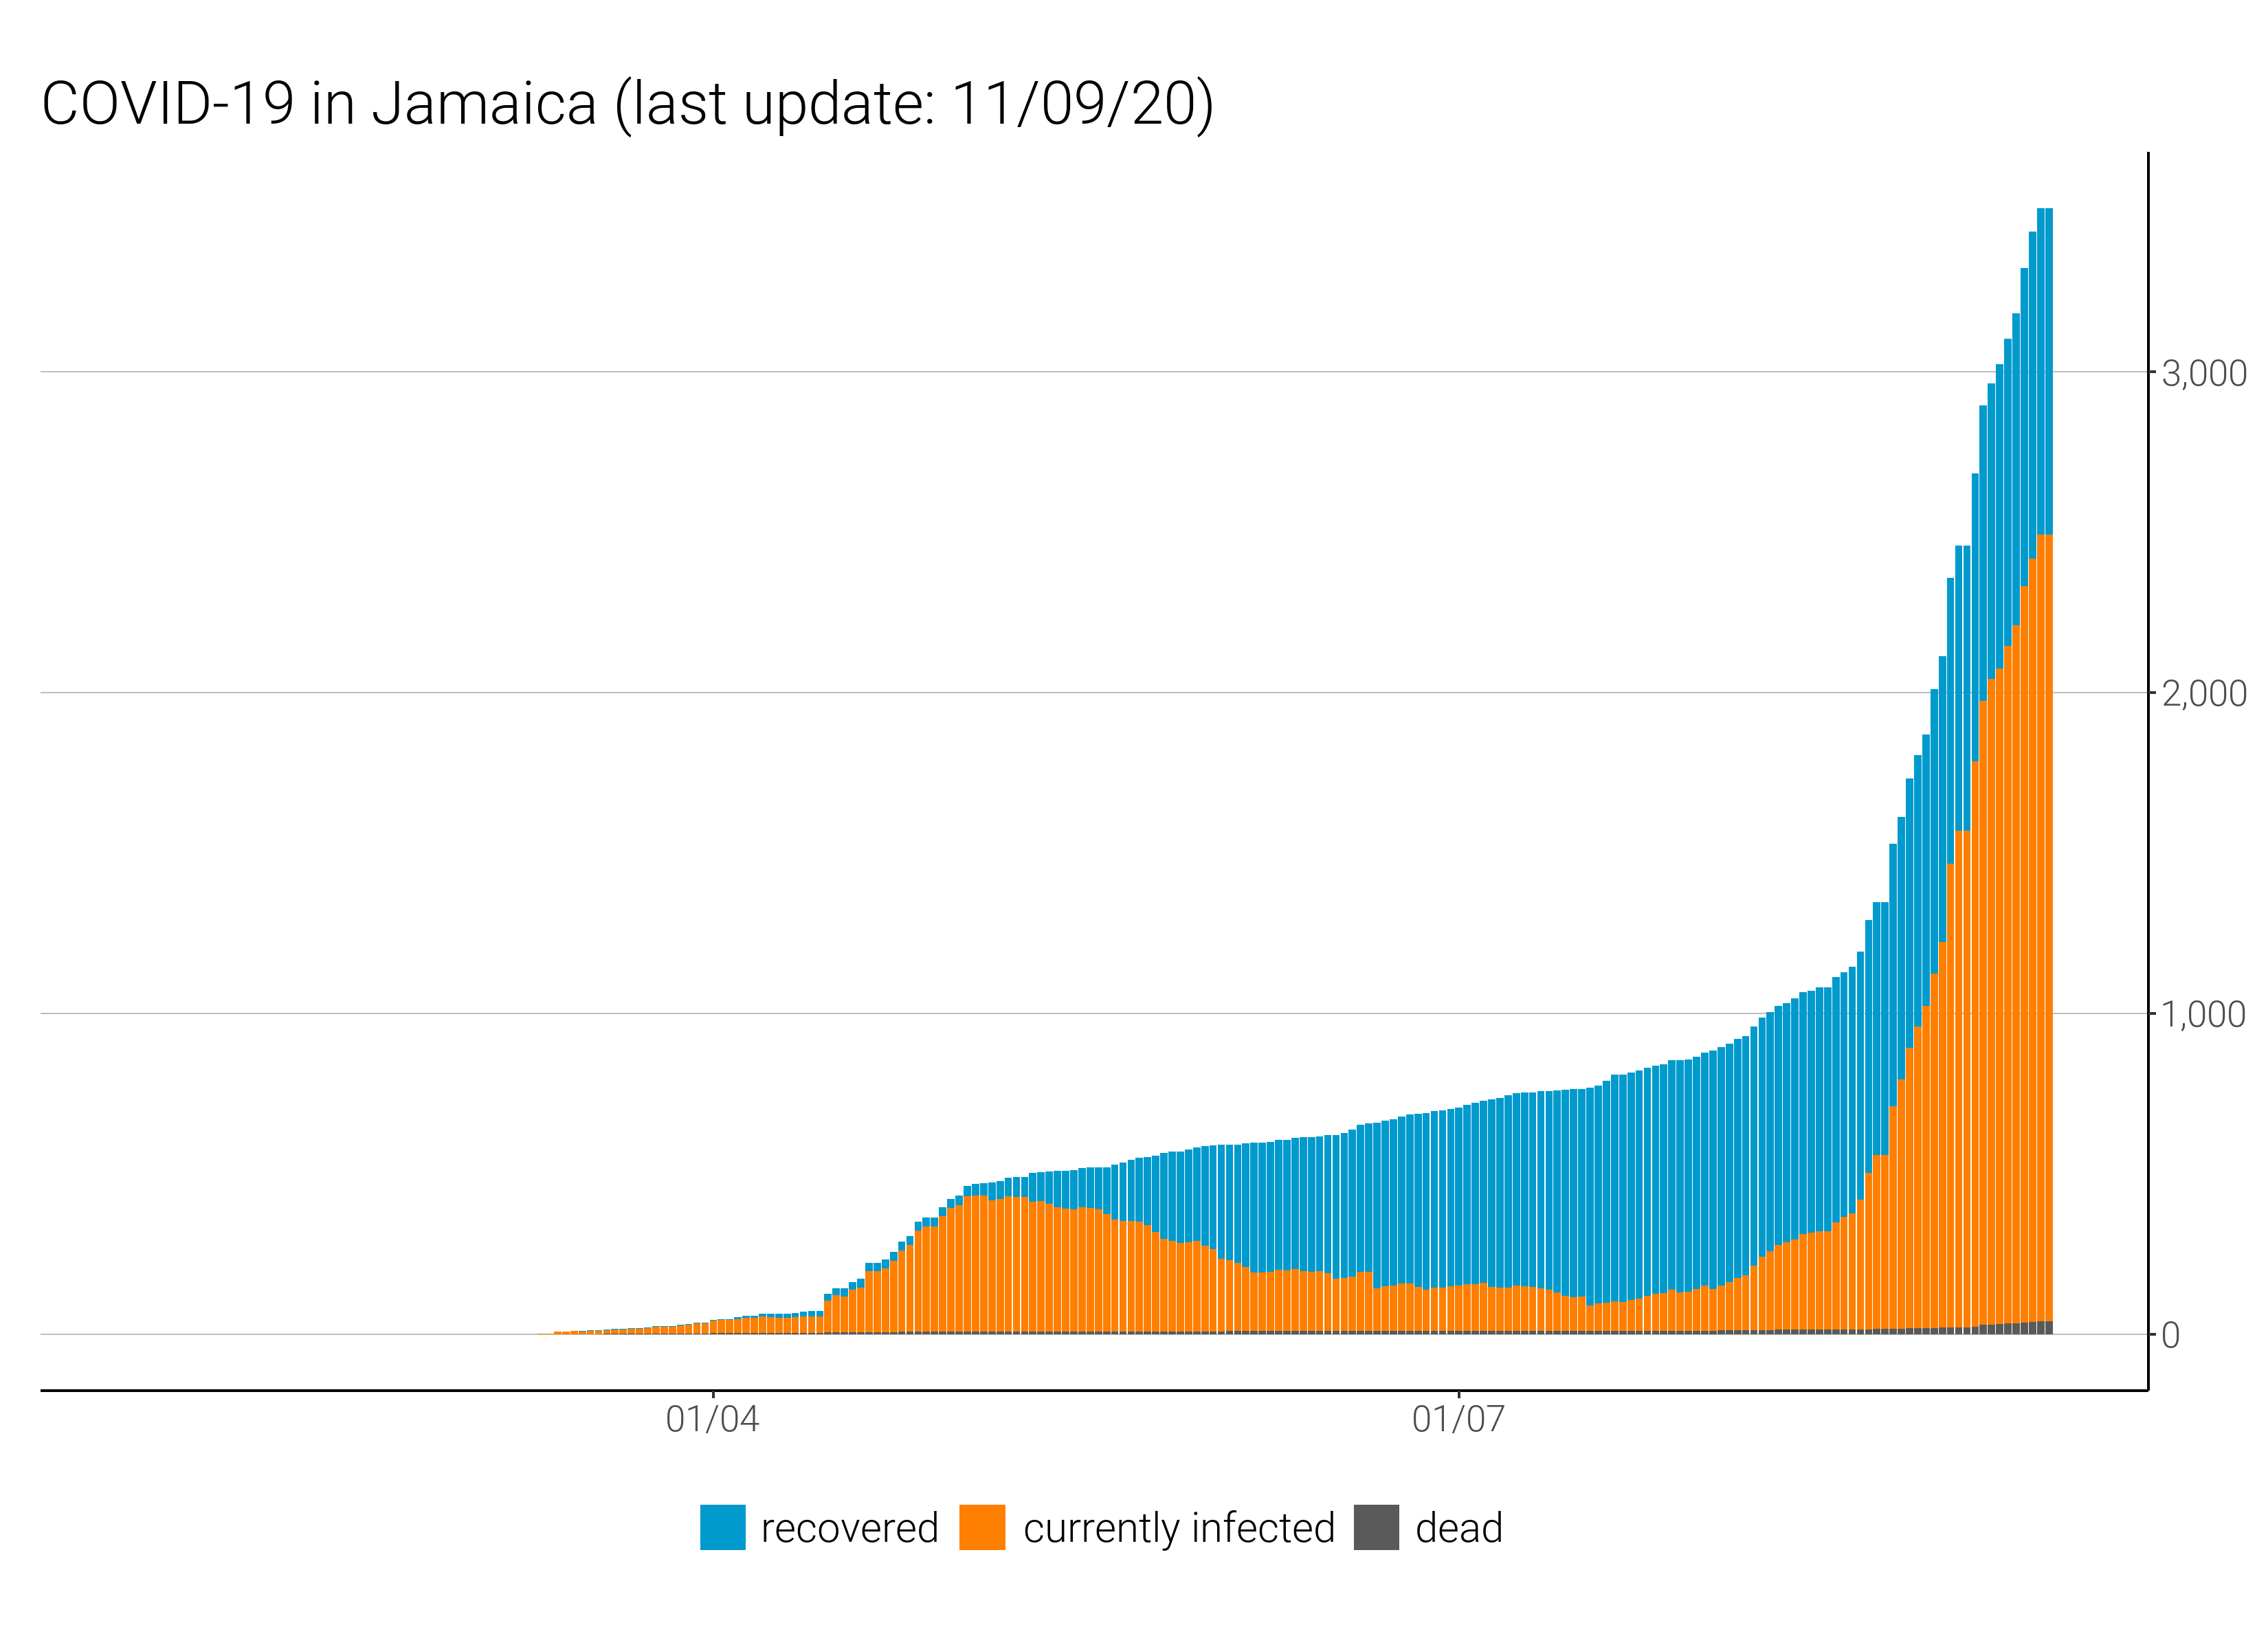 COVID-19 in Jamaica (last update: 11/09/20)
3,000
2,000
1,000
0
01/04 01/07
recovered currently infected dead